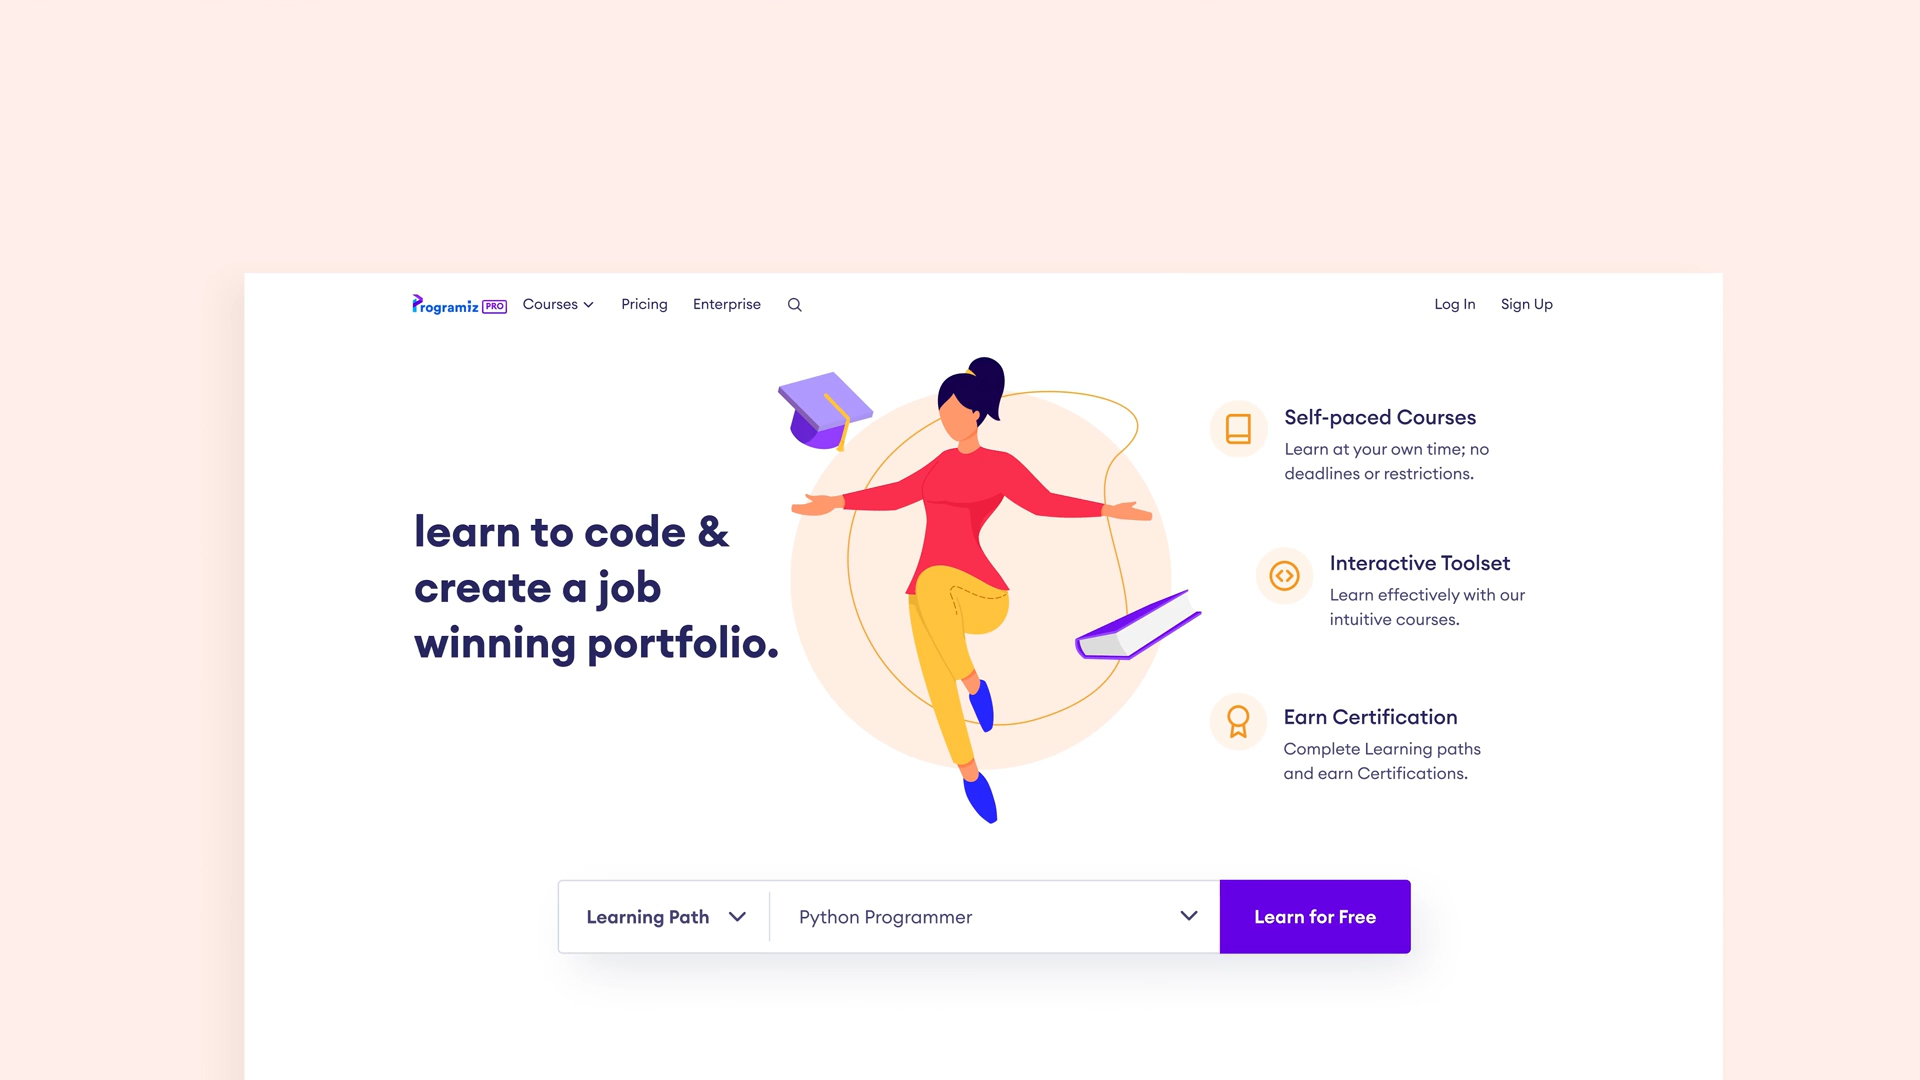 Programiz PRO Courses Pricing Enterprise Log In Sign Up
learn to code &
create a job
winning portfolio.
Self-paced Courses
Learn at your own time; no
deadlines or restrictions.
Interactive Toolset
Learn effectively with our
intuitive courses.
Earn Certification
Complete Learning paths
and earn Certifications.
Learning Path Python Programmer Learn for Free